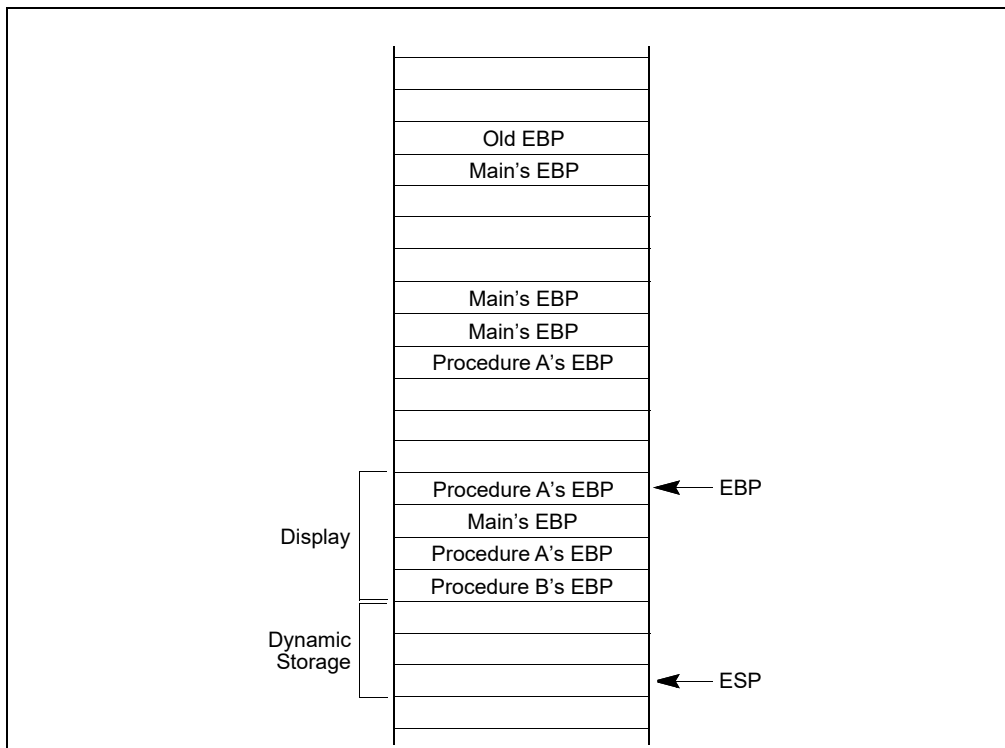 Old EBP
Main’s EBP
Main’s EBP
Main’s EBP
Procedure A’s EBP
Procedure A’s EBP
EBP
Main’s EBP
Display
Procedure A’s EBP
Procedure B’s EBP
Dynamic
Storage
ESP